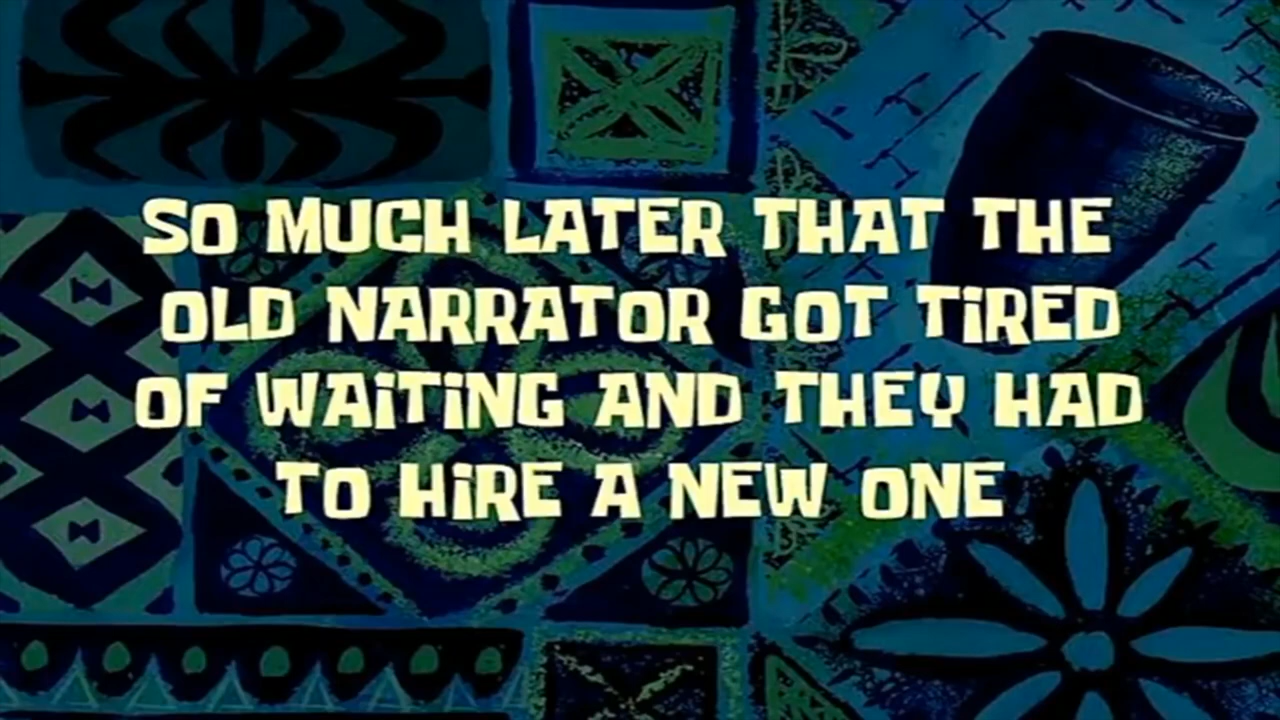 SO MUCH LATER THAT THE
OLD NARRATOR GOT TiRED
OF WAiTiNG AND THEY HAD
TO HiRE A NEW ONE